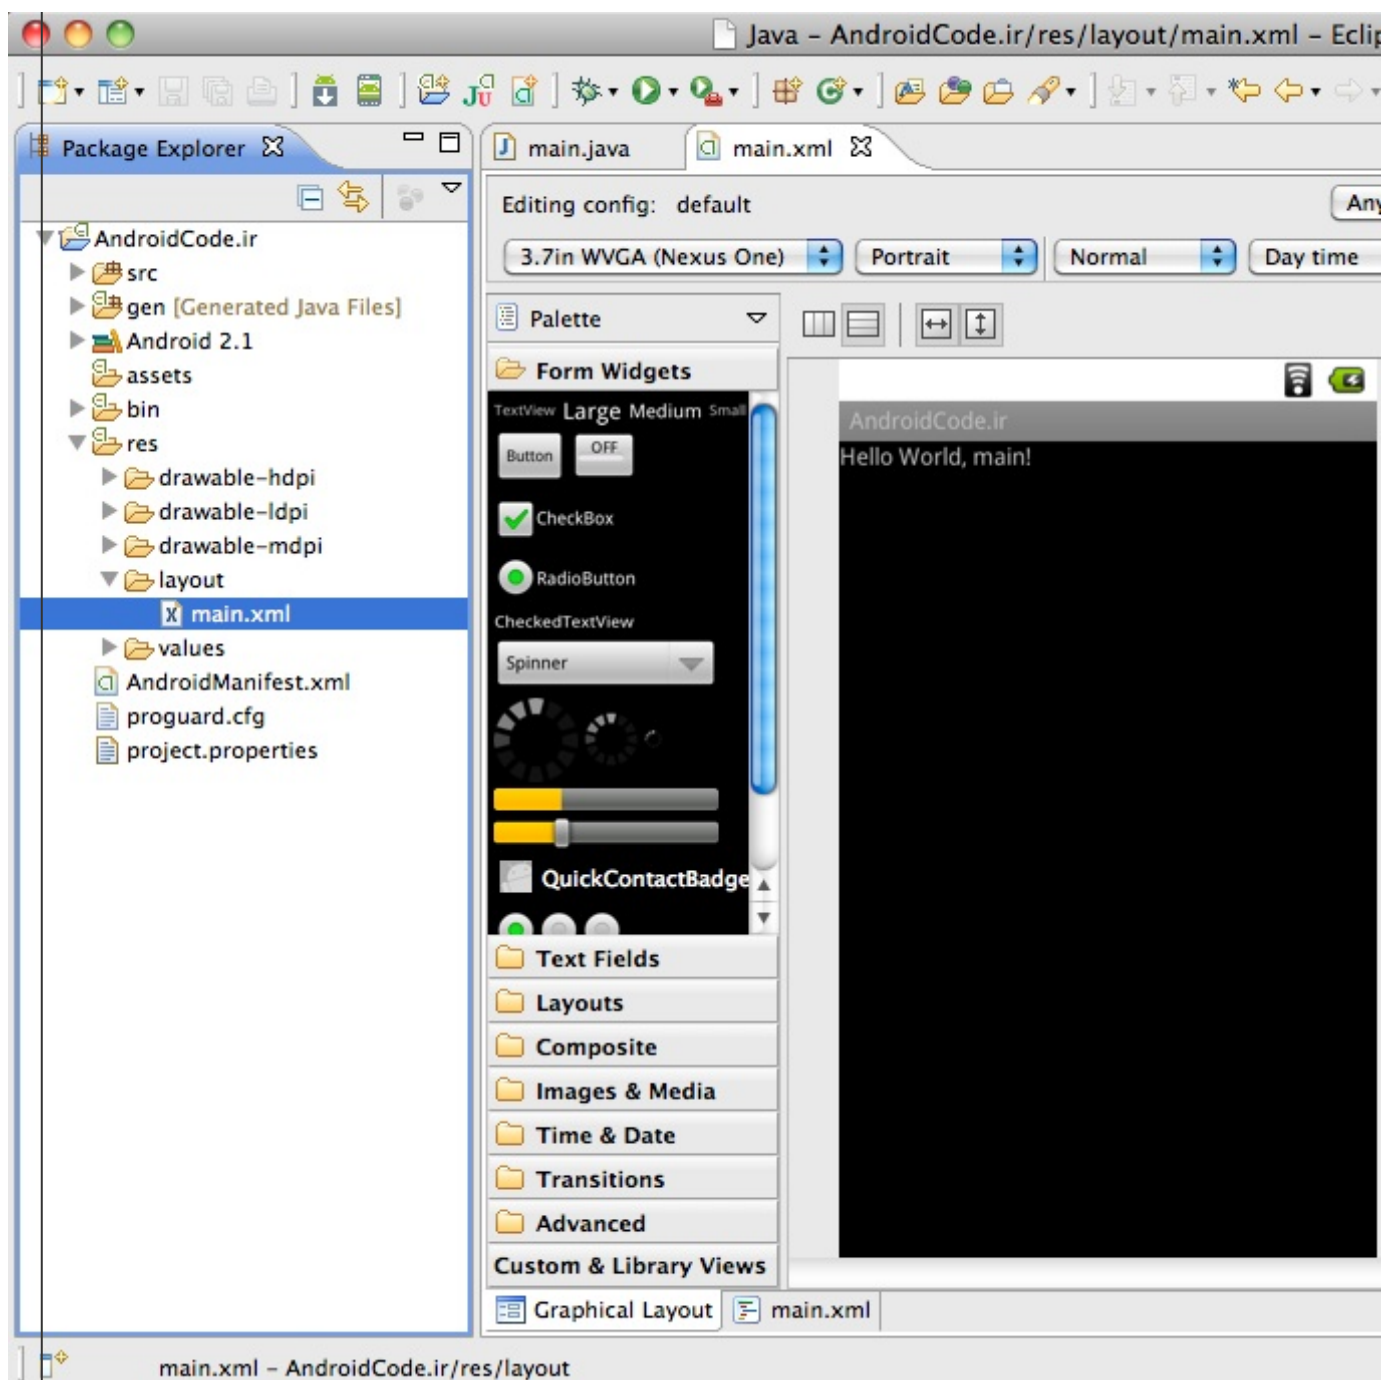 Java – AndroidCode.ir/res/layout/main.xml – Eclip
Package Explorer
main.java
main.xml
Editing config: default
Any
3.7in WVGA (Nexus One)
Portrait
Normal
Day time
AndroidCode.ir
src
gen [Generated Java Files]
Android 2.1
assets
bin
res
drawable-hdpi
drawable-ldpi
drawable-mdpi
layout
main.xml
values
AndroidManifest.xml
proguard.cfg
project.properties
Palette
Form Widgets
TextView Large Medium Small
Button
OFF
CheckBox
RadioButton
CheckedTextView
Spinner
QuickContactBadge
Text Fields
Layouts
Composite
Images & Media
Time & Date
Transitions
Advanced
Custom & Library Views
AndroidCode.ir
Hello World, main!
Graphical Layout
main.xml
main.xml – AndroidCode.ir/res/layout